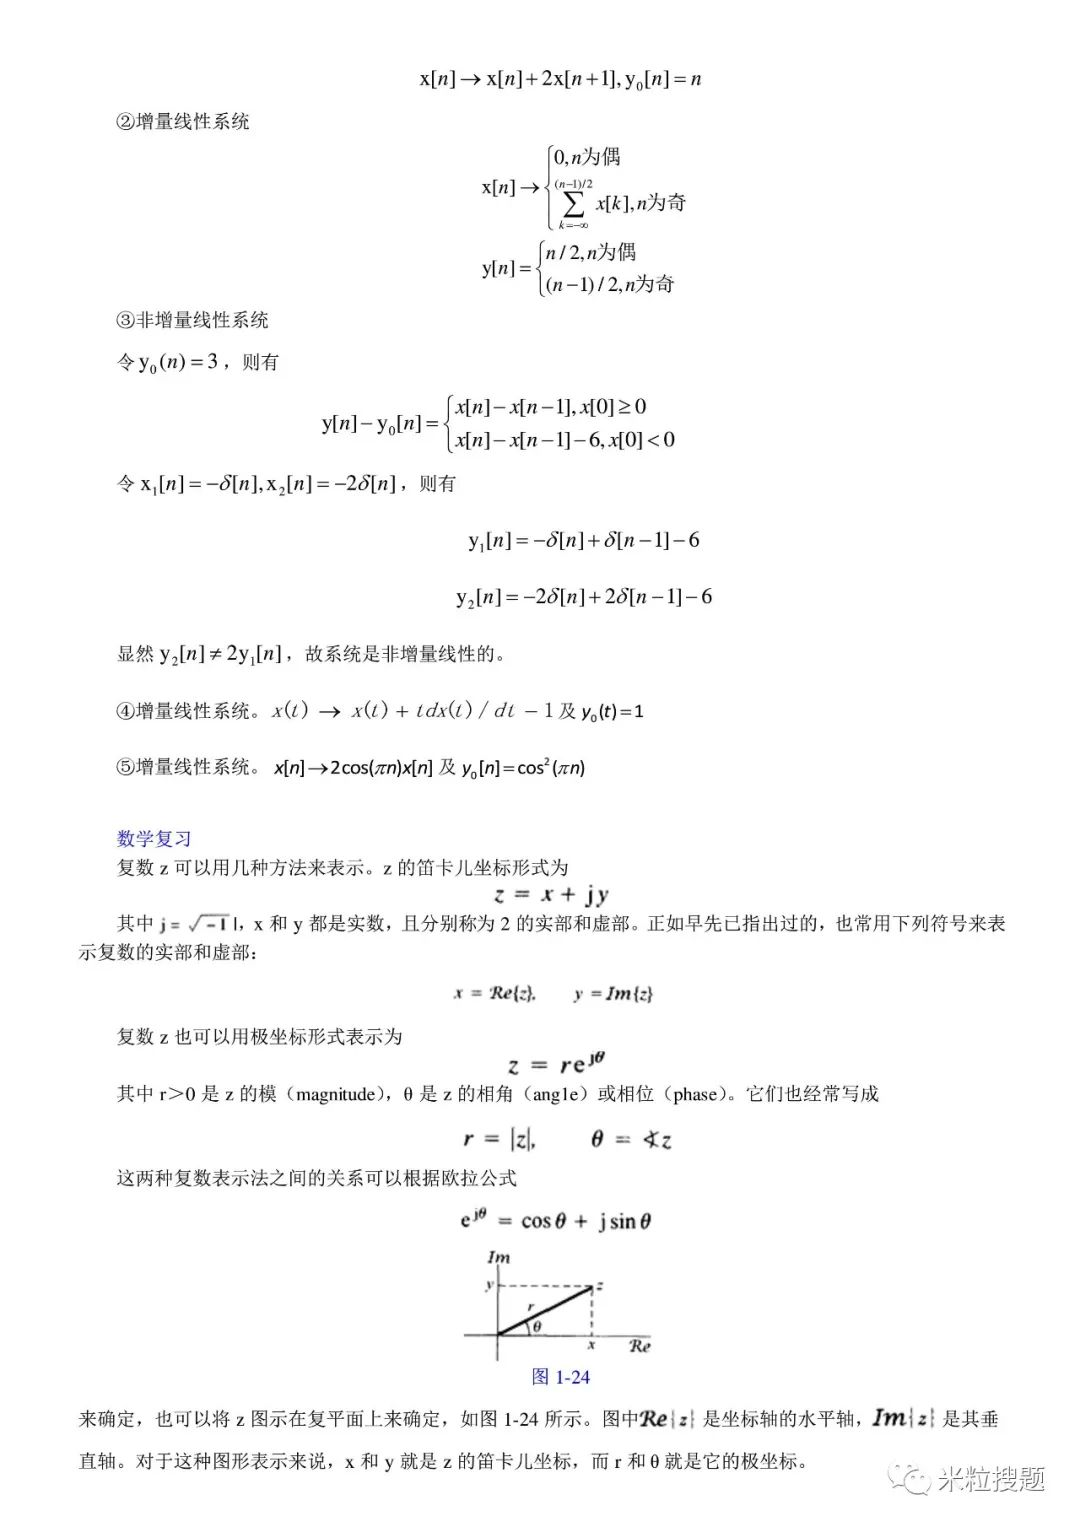 x[n]→x[n]+2x[n+1], y₀[n]=n
②增量线性系统
x[n]→{0,n为偶
∑_{k=-∞}^{(n-1)/2} x[k],n为奇
y[n]={n/2,n为偶
(n-1)/2,n为奇
③非增量线性系统
令y₀(n)=3，则有
y[n]-y₀[n]={x[n]-x[n-1],x[0]≥0
x[n]-x[n-1]-6,x[0]<0
令x₁[n]=-δ[n],x₂[n]=-2δ[n]，则有
y₁[n]=-δ[n]+δ[n-1]-6
y₂[n]=-2δ[n]+2δ[n-1]-6
显然y₂[n]≠2y₁[n]，故系统是非增量线性的。
④增量线性系统。x(t) → x(t)+tdx(t)/dt-1及y₀(t)=1
⑤增量线性系统。x[n]→2cos(πn)x[n] 及 y₀[n]=cos²(πn)
数学复习
复数 z 可以用几种方法来表示。z 的笛卡儿坐标形式为
z = x + jy
其中 j=√-1 l，x 和 y 都是实数，且分别称为 2 的实部和虚部。正如早先已指出过的，也常用下列符号来表
示复数的实部和虚部：
x = Re{z}, y = Im{z}
复数 z 也可以用极坐标形式表示为
z = re^{jθ}
其中 r＞0 是 z 的模（magnitude），θ 是 z 的相角（ang1e）或相位（phase）。它们也经常写成
r = |z|, θ = ∢z
这两种复数表示法之间的关系可以根据欧拉公式
e^{jθ} = cosθ + jsinθ
Im
y
z
r
θ
x
Re
图 1-24
来确定，也可以将 z 图示在复平面上来确定，如图 1-24 所示。图中Re{z} 是坐标轴的水平轴，Im{z} 是其垂
直轴。对于这种图形表示来说，x 和 y 就是 z 的笛卡儿坐标，而 r 和 θ 就是它的极坐标。
米粒搜题